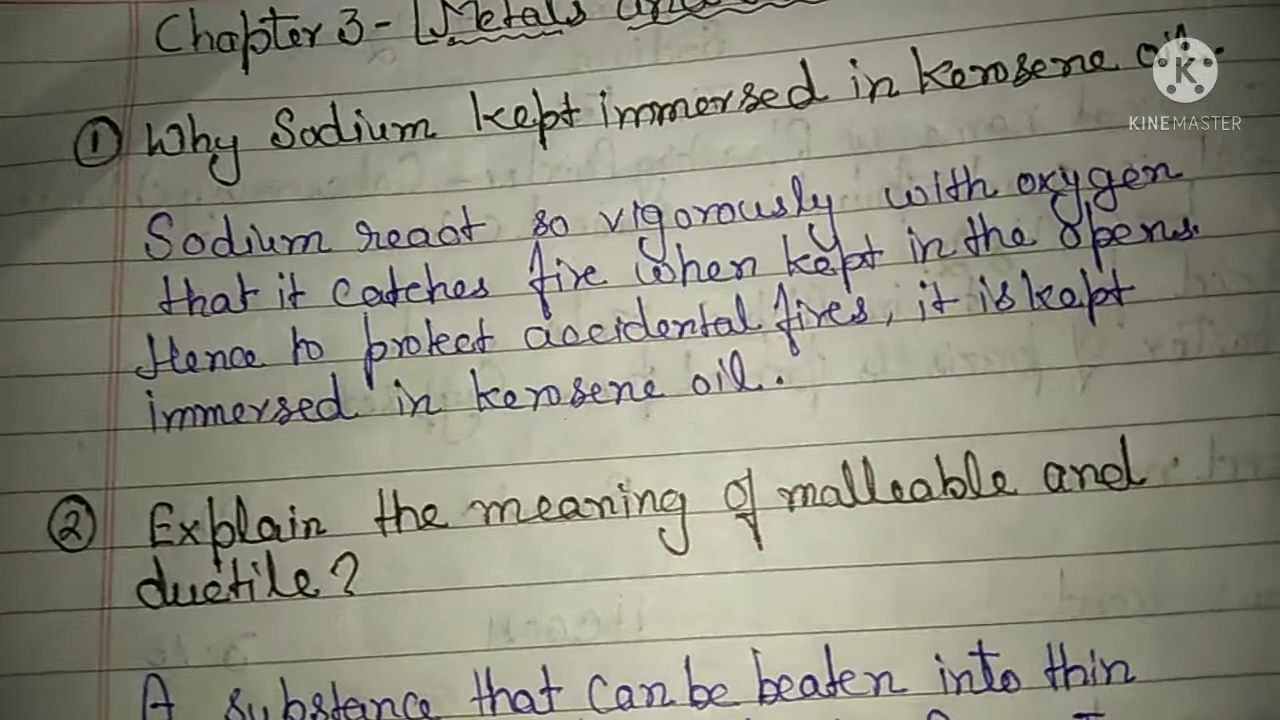 Chapter 3- Metals and
① Why Sodium kept immersed in kerosene oil.
KINEMASTER
Sodium react so vigorously with oxygen
that it catches fire when kept in the opens.
Hence to protect accidental fires, it is kept
immersed in kerosene oil.
② Explain the meaning of malleable and
ductile?
A substance that can be beaten into thin